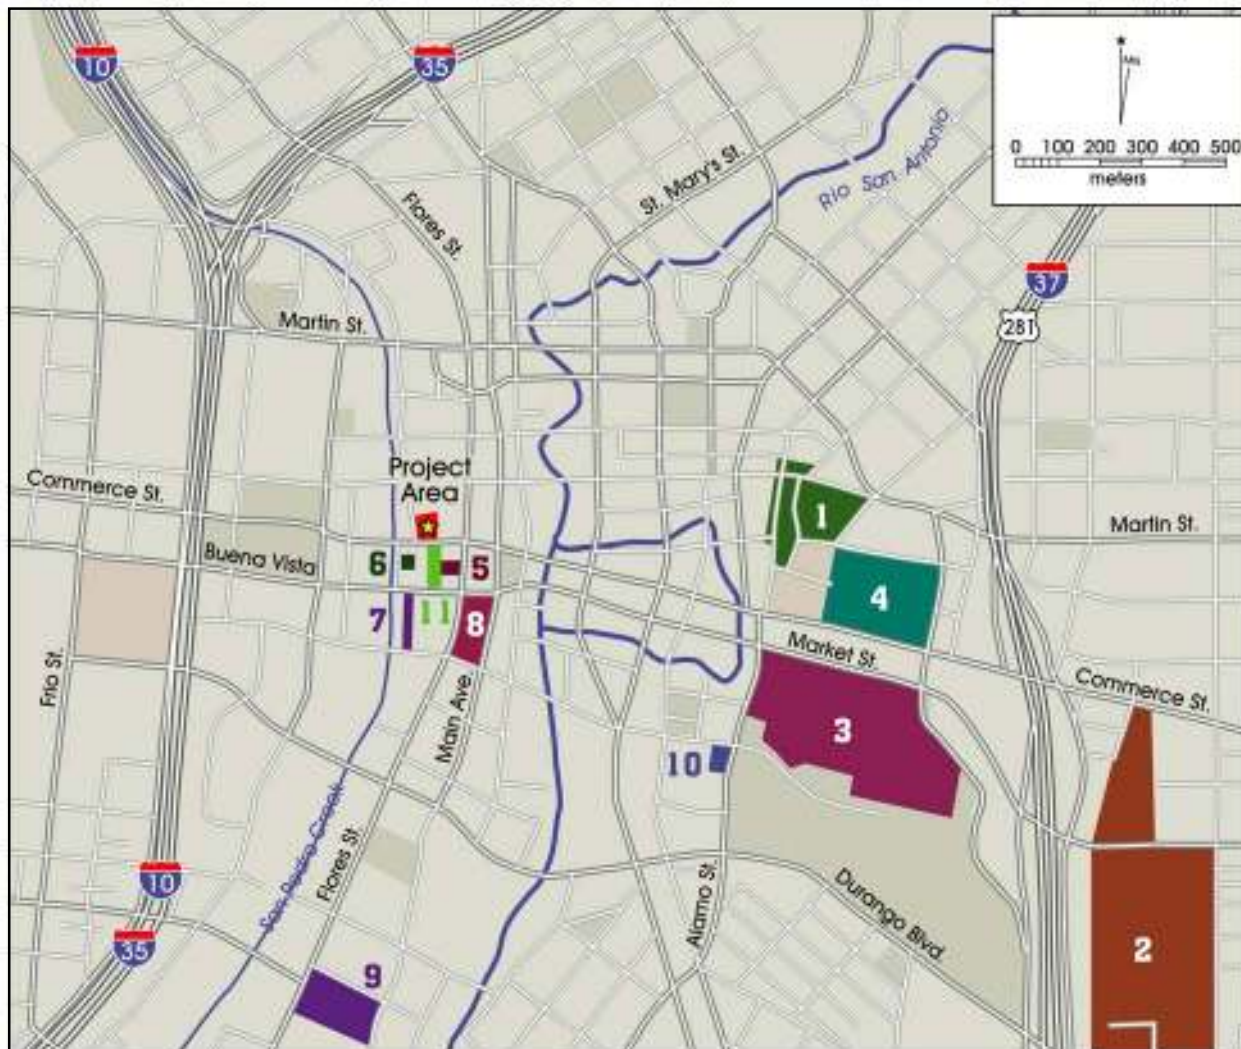 10
35
MN
0 100 200 300 400 500
meters
St. Mary's St.
Rio San Antonio
Flores St.
37
281
Martin St.
Project
Area
Commerce St.
1
Martin St.
Buena Vista
6
5
4
7
11
8
Market St.
Frio St.
Commerce St.
Main Ave
3
10
San Pedro Creek
Flores St.
10
Alamo St.
Durango Blvd
35
2
9